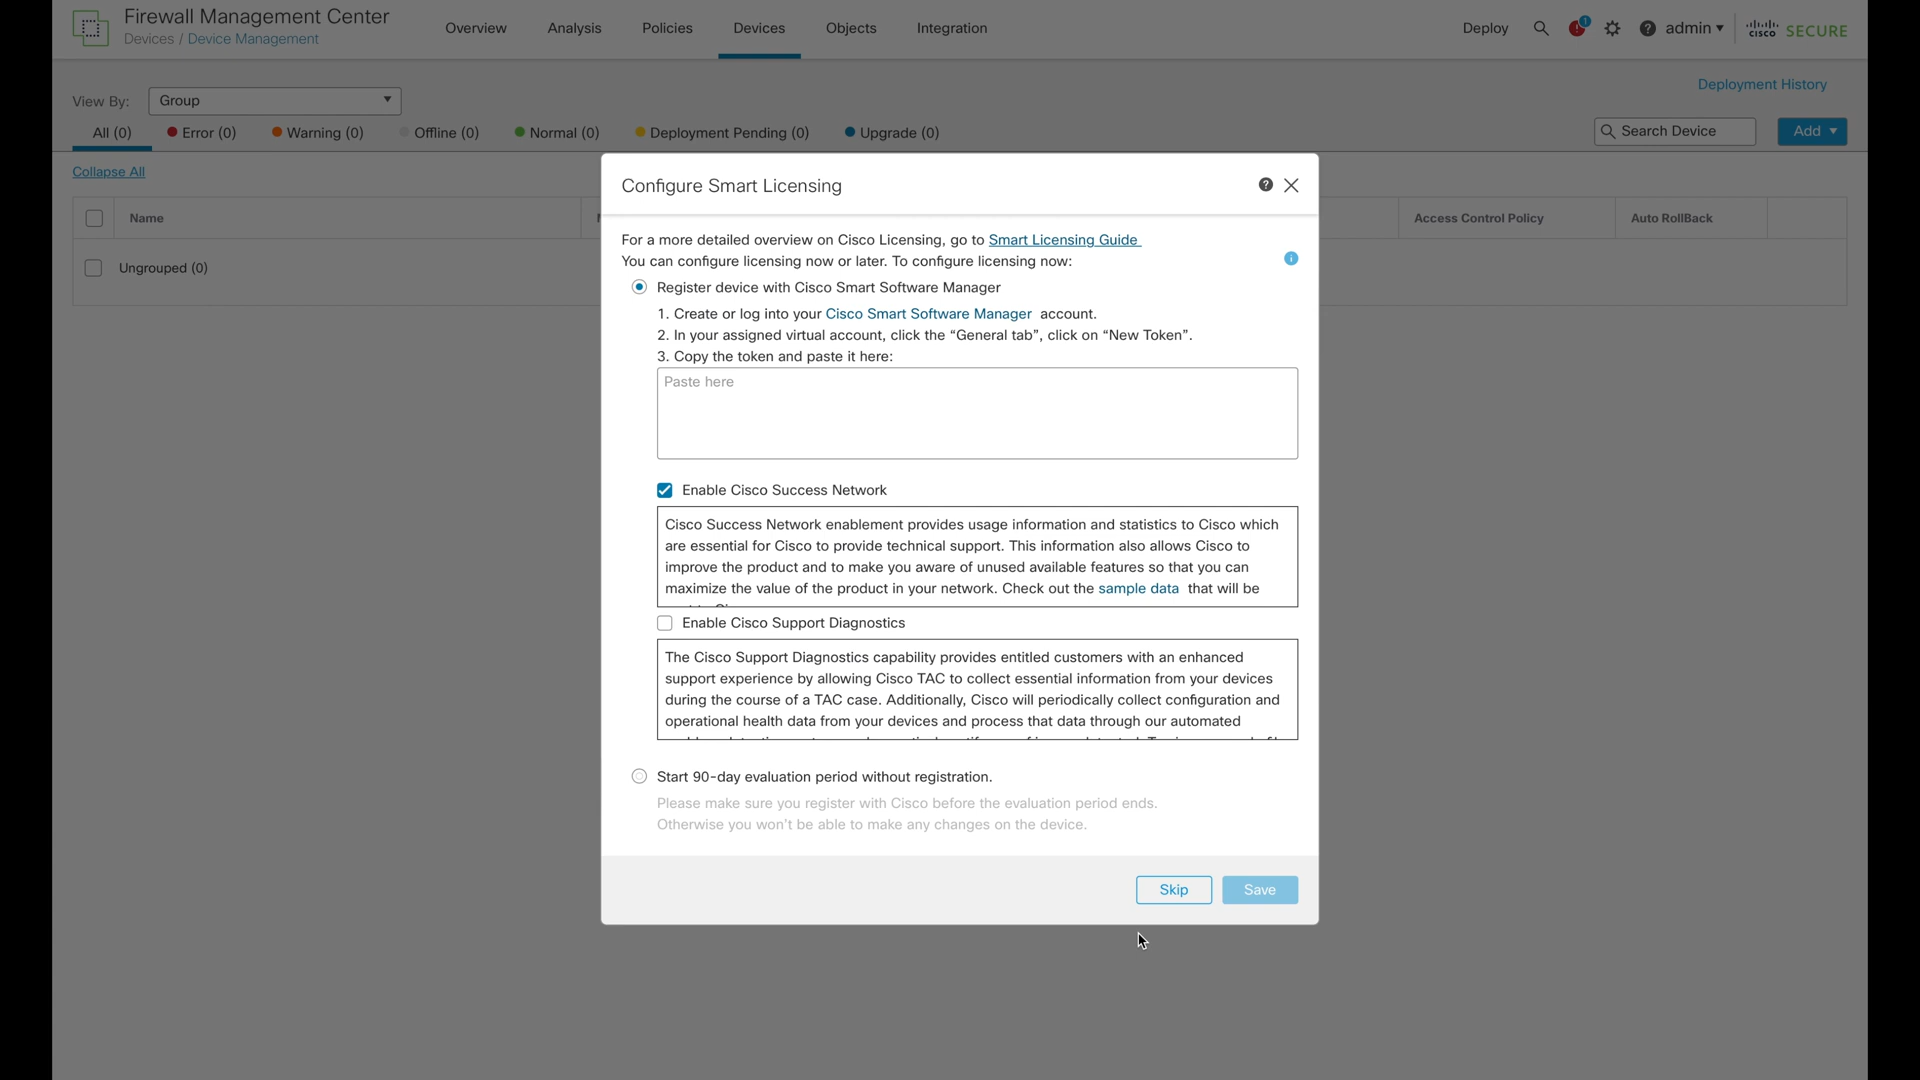 Firewall Management Center
Devices / Device Management
Overview
Analysis
Policies
Devices
Objects
Integration
Deploy
1
admin
cisco SECURE
Deployment History
View By:
Group
All (0)
Error (0)
Warning (0)
Offline (0)
Normal (0)
Deployment Pending (0)
Upgrade (0)
Search Device
Add
Collapse All
Name
Access Control Policy
Auto RollBack
Ungrouped (0)
Configure Smart Licensing
For a more detailed overview on Cisco Licensing, go to Smart Licensing Guide
You can configure licensing now or later. To configure licensing now:
Register device with Cisco Smart Software Manager
1. Create or log into your Cisco Smart Software Manager account.
2. In your assigned virtual account, click the “General tab”, click on “New Token”.
3. Copy the token and paste it here:
Paste here
Enable Cisco Success Network
Cisco Success Network enablement provides usage information and statistics to Cisco which
are essential for Cisco to provide technical support. This information also allows Cisco to
improve the product and to make you aware of unused available features so that you can
maximize the value of the product in your network. Check out the sample data that will be
Enable Cisco Support Diagnostics
The Cisco Support Diagnostics capability provides entitled customers with an enhanced
support experience by allowing Cisco TAC to collect essential information from your devices
during the course of a TAC case. Additionally, Cisco will periodically collect configuration and
operational health data from your devices and process that data through our automated
Start 90-day evaluation period without registration.
Please make sure you register with Cisco before the evaluation period ends.
Otherwise you won't be able to make any changes on the device.
Skip
Save